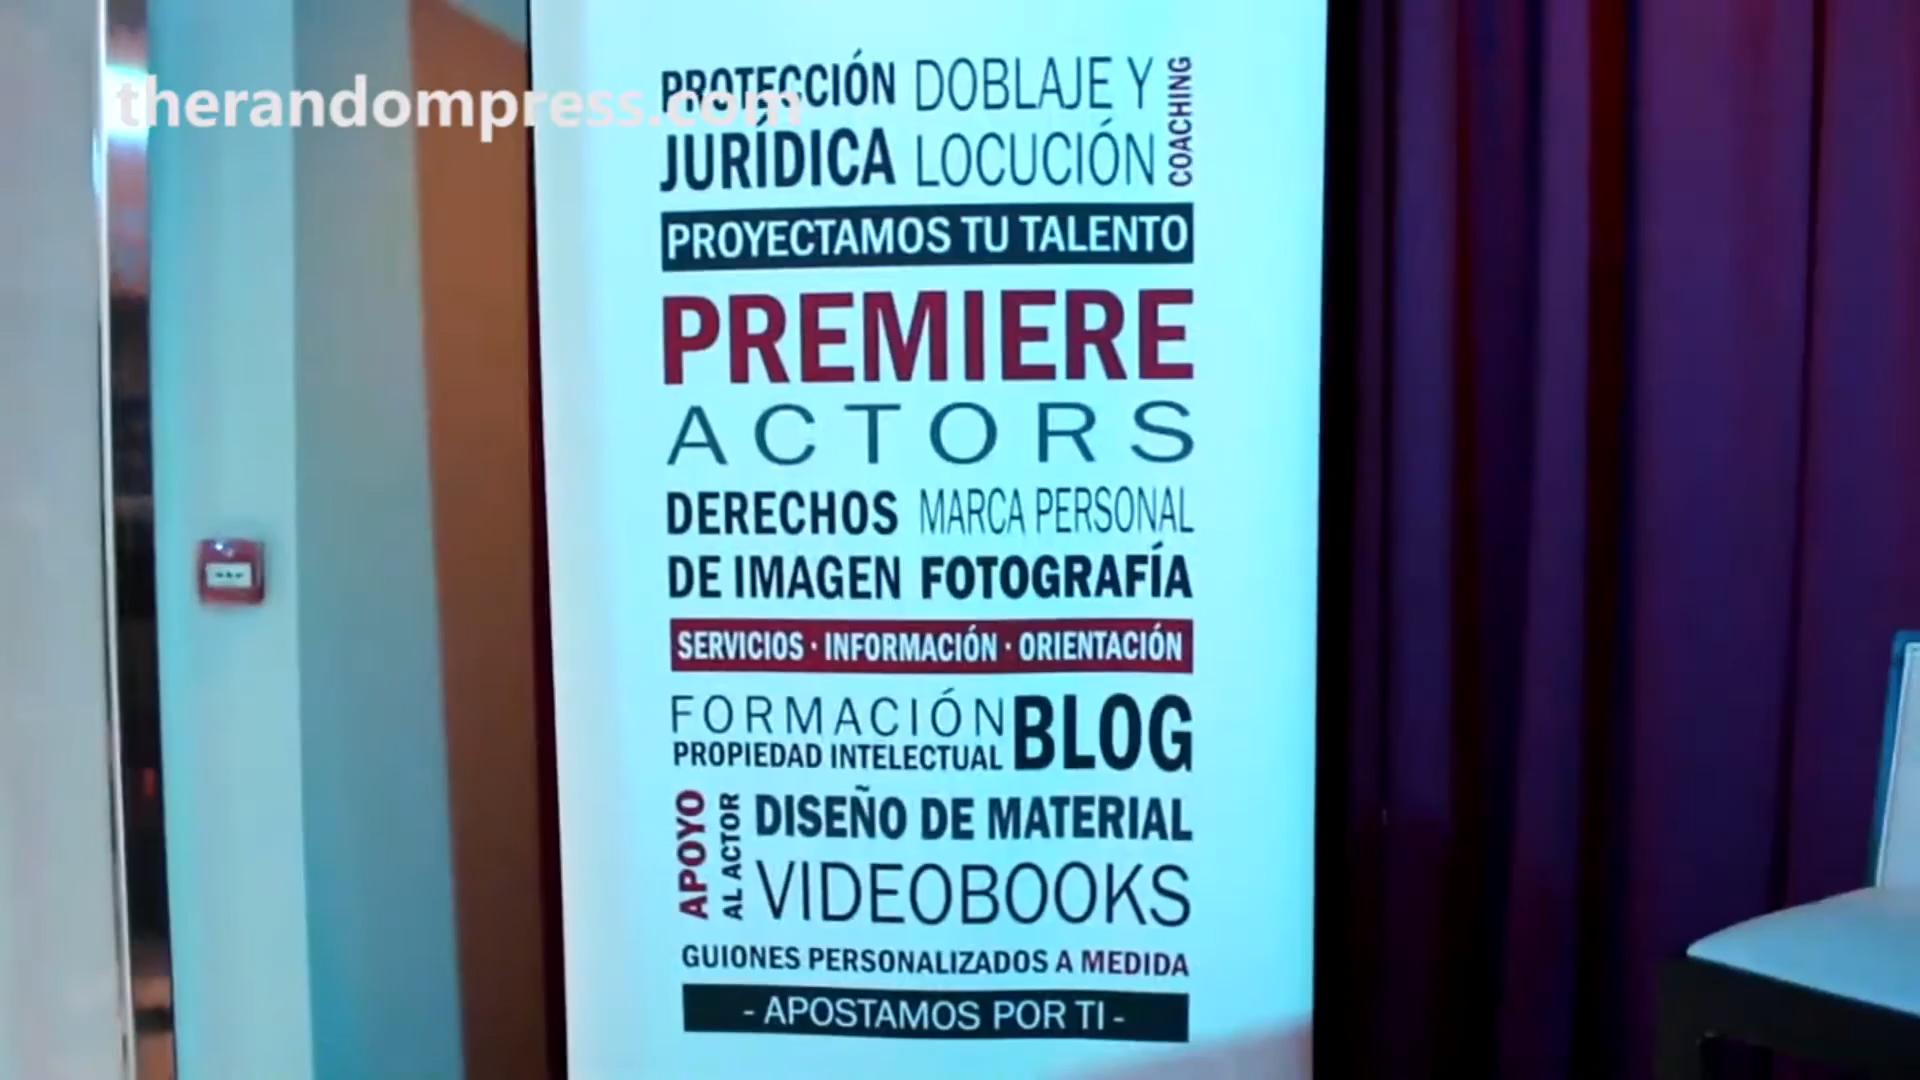 therandompress.com
PROTECCIÓN JURÍDICA
DOBLAJE Y LOCUCIÓN
COACHING
PROYECTAMOS TU TALENTO
PREMIERE
ACTORS
DERECHOS DE IMAGEN
MARCA PERSONAL
FOTOGRAFÍA
SERVICIOS · INFORMACIÓN · ORIENTACIÓN
FORMACIÓN
PROPIEDAD INTELECTUAL
BLOG
APOYO
AL ACTOR
DISEÑO DE MATERIAL
VIDEOBOOKS
GUIONES PERSONALIZADOS A MEDIDA
- APOSTAMOS POR TI -